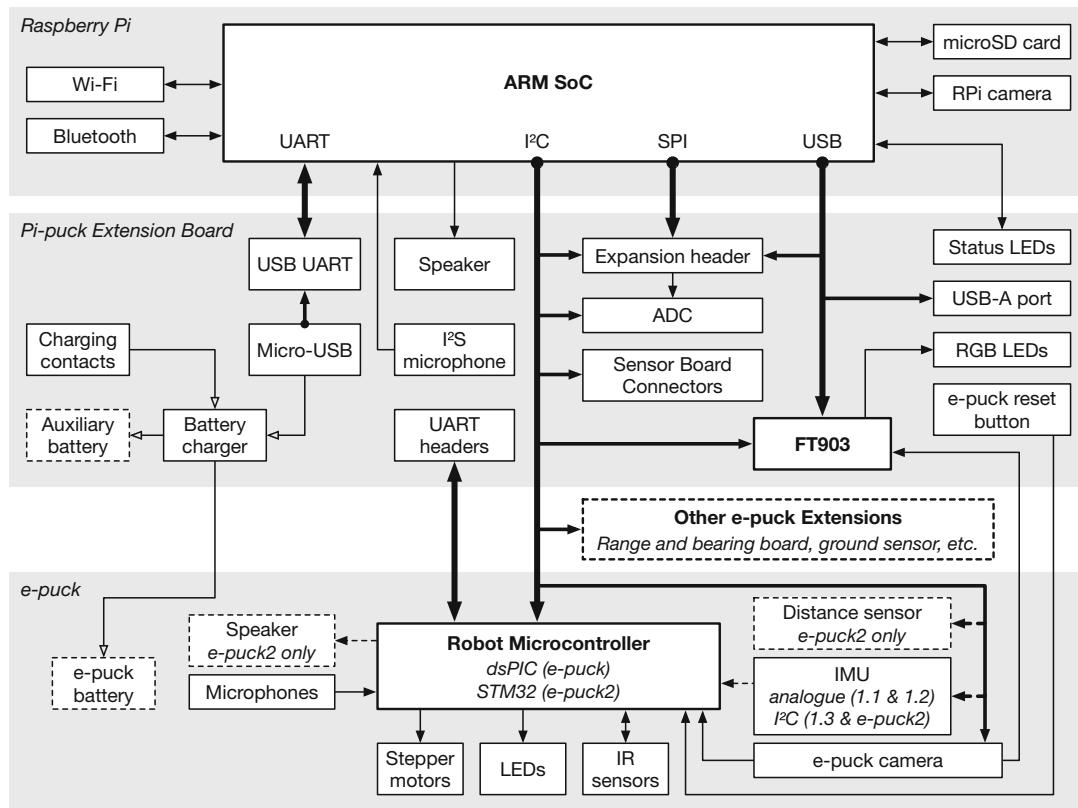 Raspberry Pi
Wi-Fi
Bluetooth
ARM SoC
UART
I²C
SPI
USB
microSD card
RPi camera
Pi-puck Extension Board
USB UART
Speaker
Expansion header
Status LEDs
ADC
USB-A port
Charging
contacts
Micro-USB
I²S
microphone
Sensor Board
Connectors
RGB LEDs
Auxiliary
battery
Battery
charger
UART
headers
FT903
e-puck reset
button
Other e-puck Extensions
Range and bearing board, ground sensor, etc.
e-puck
Speaker
e-puck2 only
Robot Microcontroller
dsPIC (e-puck)
STM32 (e-puck2)
Distance sensor
e-puck2 only
e-puck
battery
Microphones
IMU
analogue (1.1 & 1.2)
I²C (1.3 & e-puck2)
Stepper
motors
LEDs
IR
sensors
e-puck camera